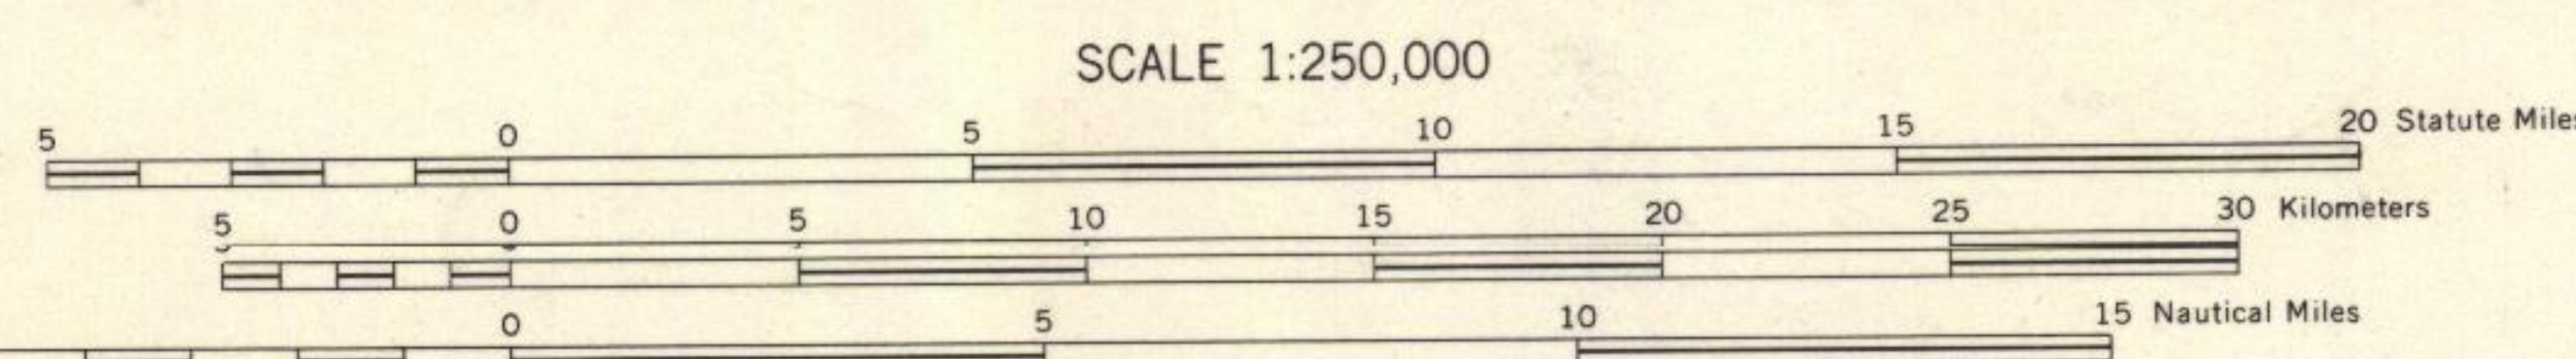 SCALE 1:250,000
5 0 5 10 15 20 Statute Miles
5 0 5 10 15 20 25 30 Kilometers
0 5 10 15 Nautical Miles